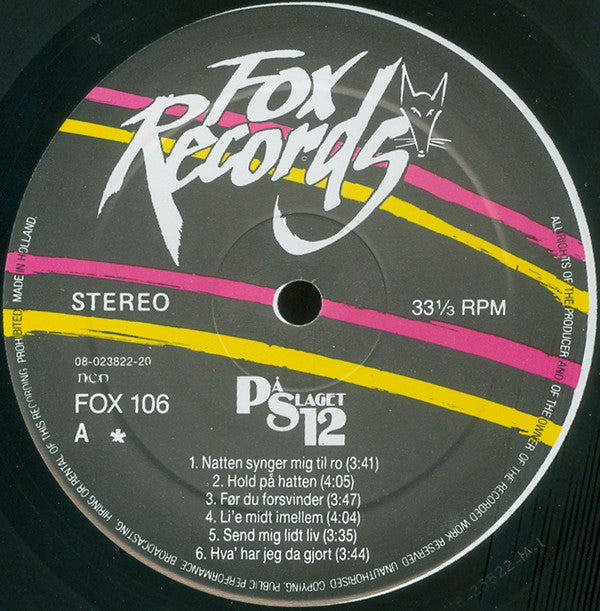 Fox
Records
STEREO
33⅓ RPM
08-023822-20
ncb
FOX 106
A *
PÅ
SLAGET
12
1. Natten synger mig til ro (3:41)
2. Hold på hatten (4:05)
3. Før du forsvinder (3:47)
4. Li'e midt imellem (4:04)
5. Send mig lidt liv (3:35)
6. Hva' har jeg da gjort (3:44)
ALL RIGHTS OF THE PRODUCER AND OF THE OWNER OF THE RECORDED WORK RESERVED. UNAUTHORISED COPYING, PUBLIC PERFORMANCE, BROADCASTING, HIRING OR RENTAL OF THIS RECORDING PROHIBITED. MADE IN HOLLAND.